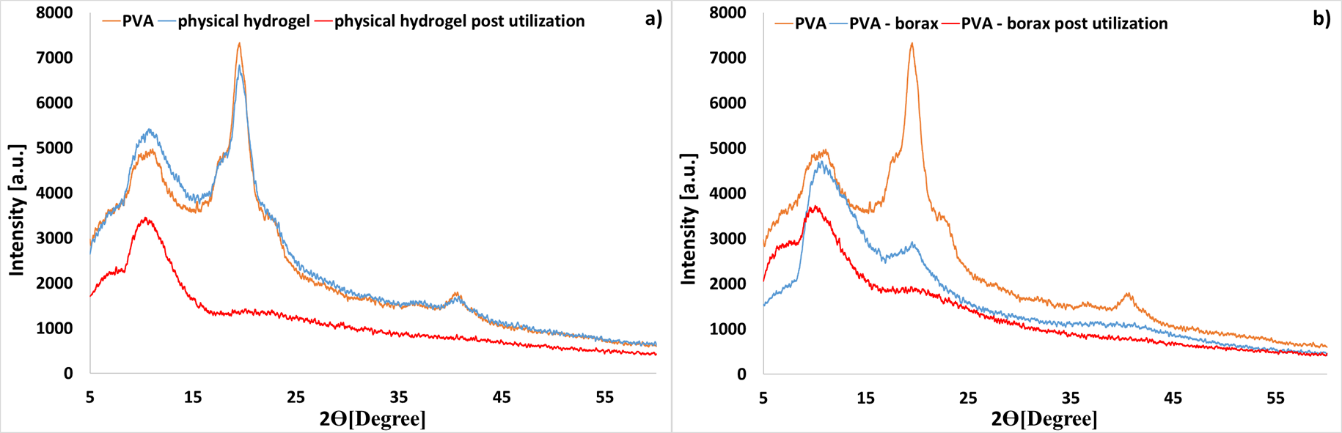 PVA physical hydrogel physical hydrogel post utilization a)
8000
7000
6000
5000
4000
3000
2000
1000
0
Intensity [a.u.]
5 15 25 35 45 55
2Ɵ[Degree]
PVA PVA - borax PVA - borax post utilization b)
8000
7000
6000
5000
4000
3000
2000
1000
0
Intensity [a.u.]
5 15 25 35 45 55
2Ɵ[Degree]